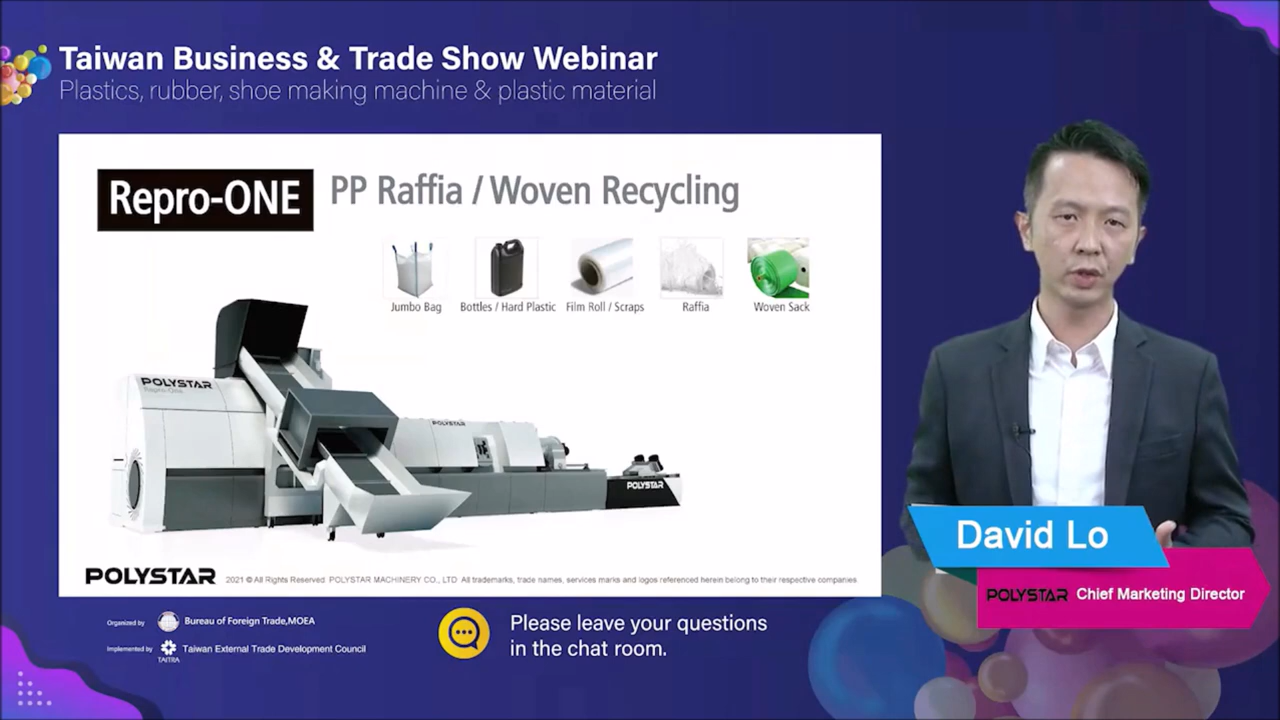 Taiwan Business & Trade Show Webinar
Plastics, rubber, shoe making machine & plastic material
Repro-ONE
PP Raffia / Woven Recycling
Jumbo Bag
Bottles / Hard Plastic
Film Roll / Scraps
Raffia
Woven Sack
POLYSTAR
Repro-One
POLYSTAR
POLYSTAR
POLYSTAR
2021 © All Rights Reserved. POLYSTAR MACHINERY CO., LTD. All trademarks, trade names, services marks and logos referenced herein belong to their respective companies.
David Lo
POLYSTAR Chief Marketing Director
Organized by
Bureau of Foreign Trade,MOEA
Implemented by
TAITRA
Taiwan External Trade Development Council
Please leave your questions
in the chat room.